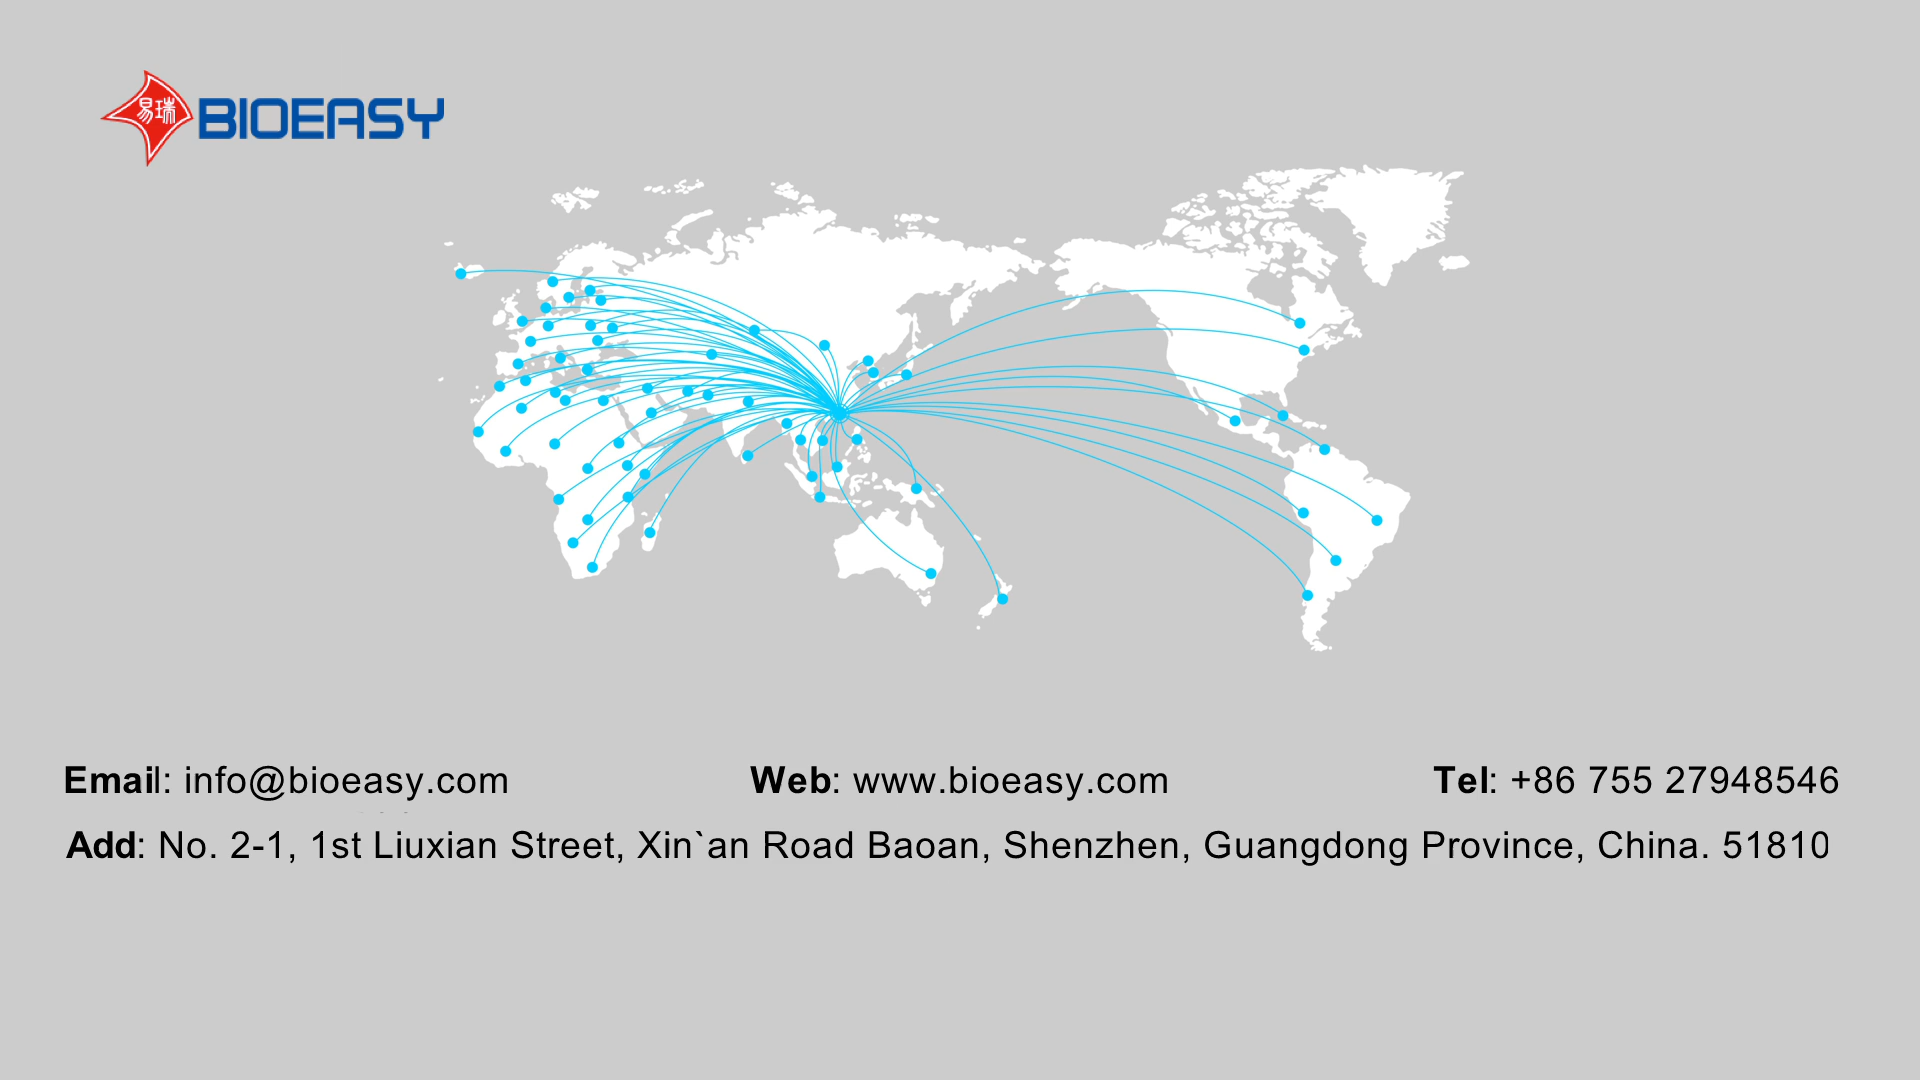 易瑞 BIOEASY
Email: info@bioeasy.com Web: www.bioeasy.com Tel: +86 755 27948546
Add: No. 2-1, 1st Liuxian Street, Xin`an Road Baoan, Shenzhen, Guangdong Province, China. 51810